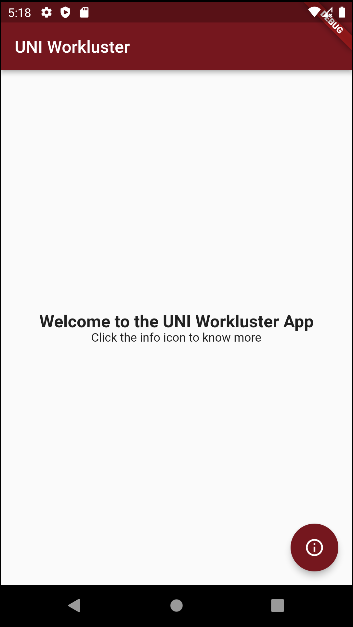 5:18
DEBUG
UNI Workluster
Welcome to the UNI Workluster App
Click the info icon to know more